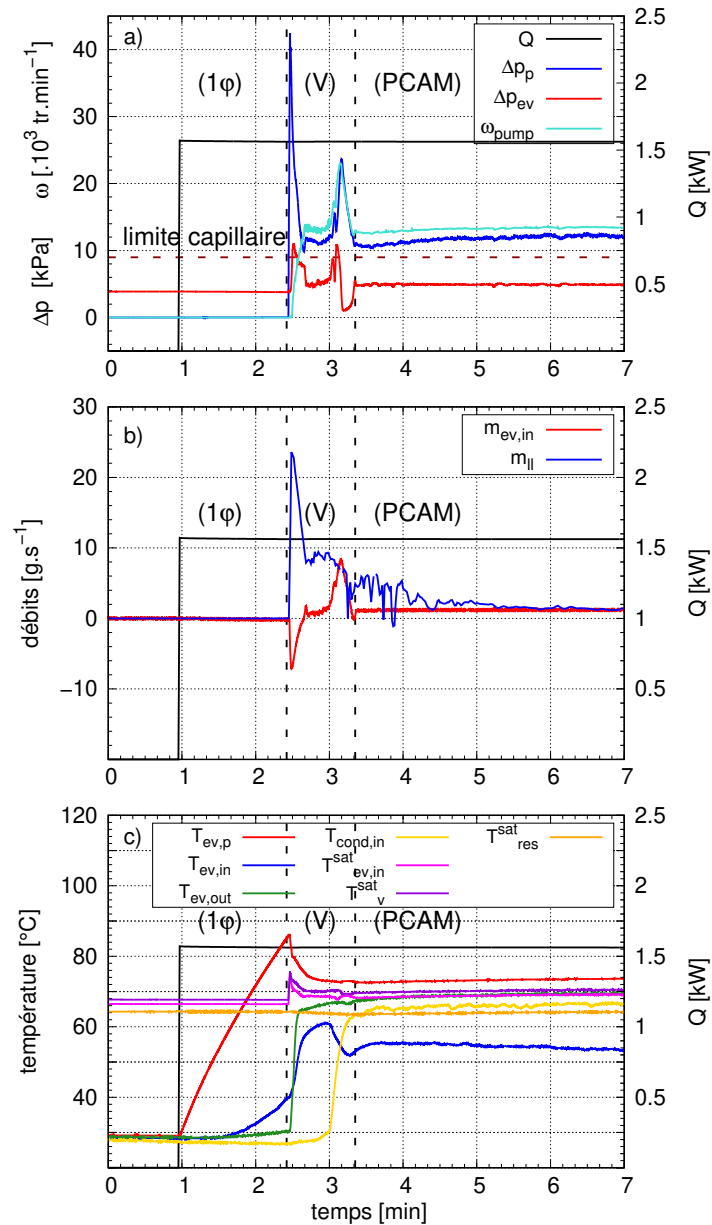 a)
Q
Δp_p
Δp_ev
ω_pump
(1φ) (V) (PCAM)
limite capillaire
Δp [kPa] ω [.10³ tr.min⁻¹]
0
10
20
30
40
0.5
1
1.5
2
2.5
Q [kW]
0 1 2 3 4 5 6 7
b)
m_ev,in
m_ll
(1φ) (V) (PCAM)
débits [g.s⁻¹]
−10
0
10
20
30
0.5
1
1.5
2
2.5
Q [kW]
0 1 2 3 4 5 6 7
c)
T_ev,p
T_ev,in
T_ev,out
T_cond,in
T^sat_ev,in
T^sat_v
T^sat_res
(1φ) (V) (PCAM)
température [°C]
40
60
80
100
120
0.5
1
1.5
2
2.5
Q [kW]
0 1 2 3 4 5 6 7
temps [min]